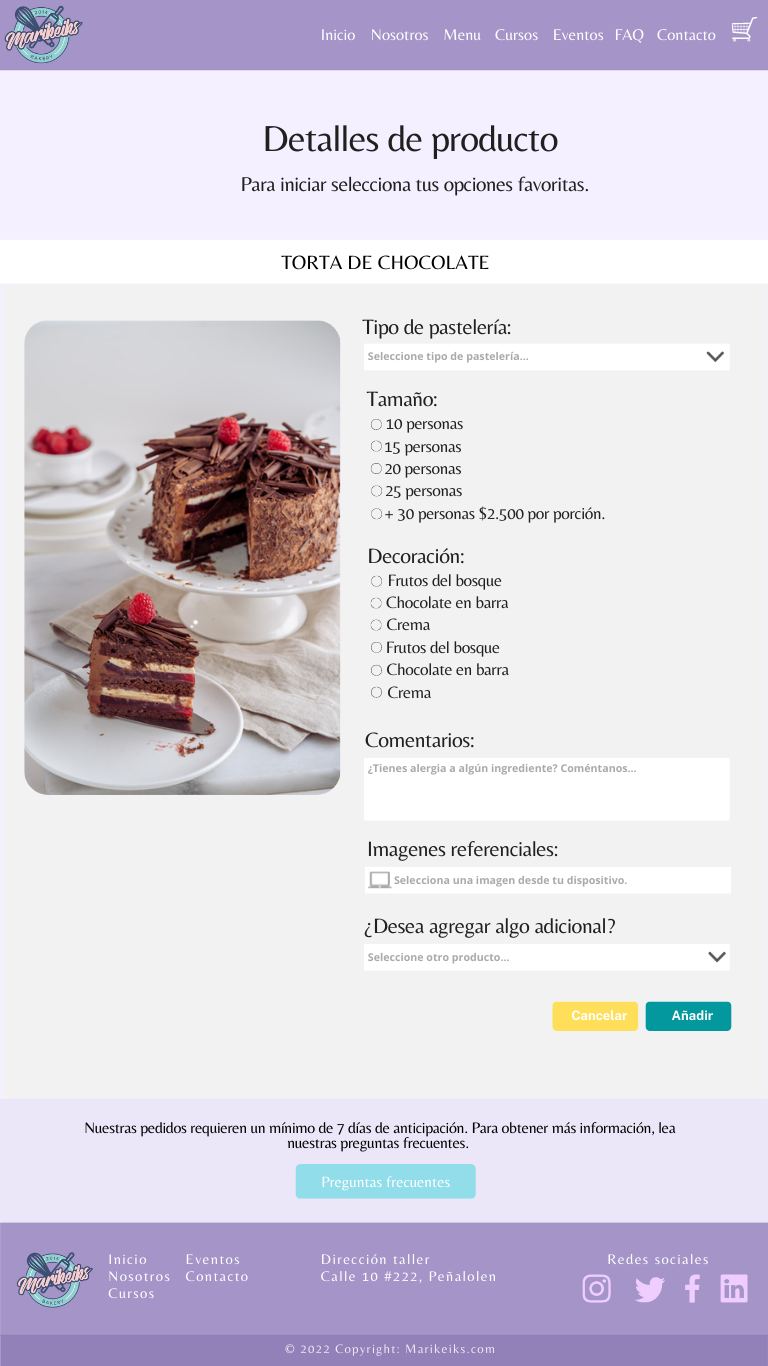 2016
Marikeiks
BAKERY
Inicio Nosotros Menu Cursos Eventos FAQ Contacto
Detalles de producto
Para iniciar selecciona tus opciones favoritas.
TORTA DE CHOCOLATE
Tipo de pastelería:
Seleccione tipo de pastelería...
Tamaño:
10 personas
15 personas
20 personas
25 personas
+ 30 personas $2.500 por porción.
Decoración:
Frutos del bosque
Chocolate en barra
Crema
Frutos del bosque
Chocolate en barra
Crema
Comentarios:
¿Tienes alergia a algún ingrediente? Coméntanos...
Imagenes referenciales:
Selecciona una imagen desde tu dispositivo.
¿Desea agregar algo adicional?
Seleccione otro producto...
Cancelar Añadir
Nuestras pedidos requieren un mínimo de 7 días de anticipación. Para obtener más información, lea
nuestras preguntas frecuentes.
Preguntas frecuentes
2016
Marikeiks
BAKERY
Inicio Eventos
Nosotros Contacto
Cursos
Dirección taller
Calle 10 #222, Peñalolen
Redes sociales
© 2022 Copyright: Marikeiks.com